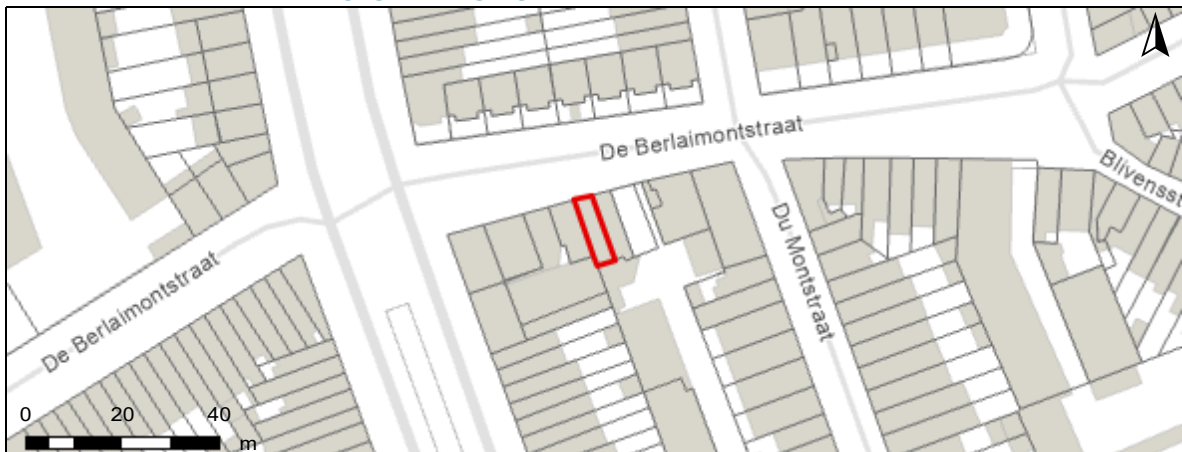 De Berlaimontstraat
Blivensst
Du Montstraat
De Berlaimontstraat
0 20 40
m